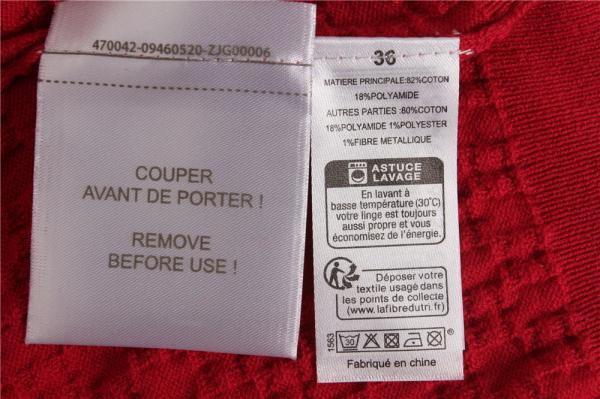 470042-09460520-ZJG00006
COUPER
AVANT DE PORTER !
REMOVE
BEFORE USE !
36
MATIERE PRINCIPALE:82%COTON
18%POLYAMIDE
AUTRES PARTIES :80%COTON
18%POLYAMIDE 1%POLYESTER
1%FIBRE METALLIQUE
ASTUCE
LAVAGE
En lavant à
basse température (30°C)
votre linge est toujours
aussi propre et vous
économisez de l'énergie.
Déposer votre
textile usagé dans
les points de collecte
(www.lafibredutri.fr)
1563
30
®
Fabriqué en chine